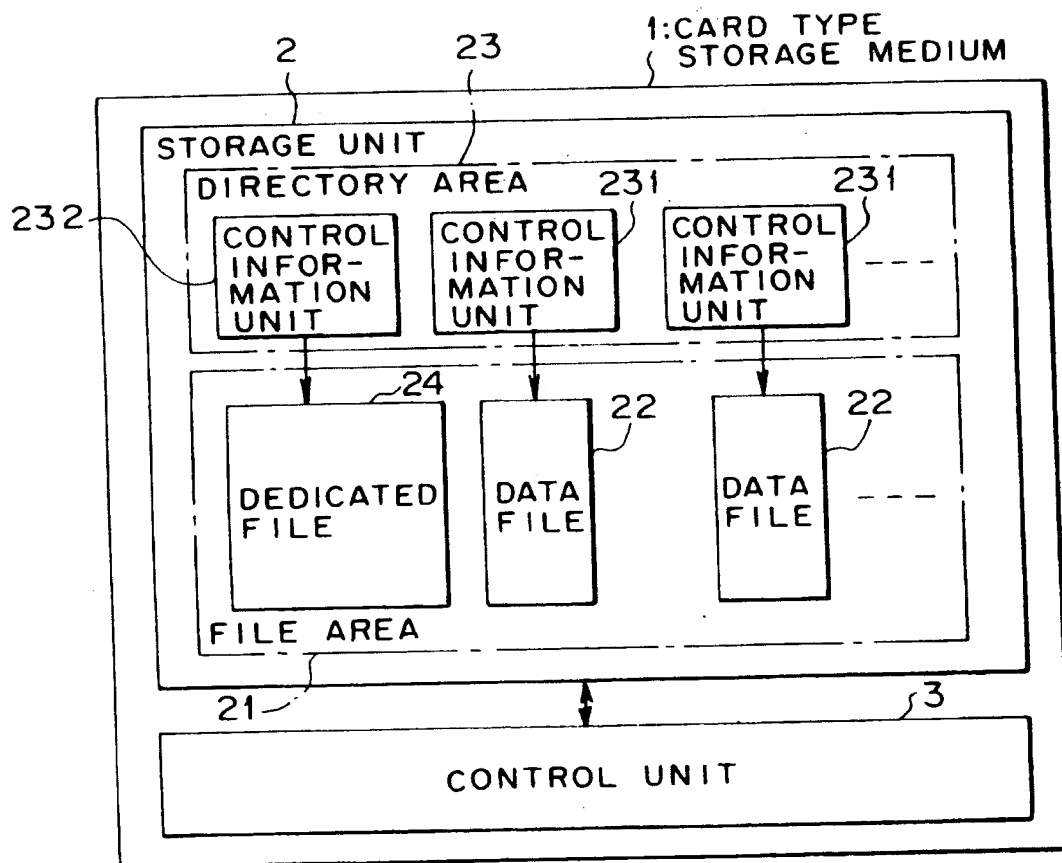 1:CARD TYPE
STORAGE MEDIUM
2
23
STORAGE UNIT
DIRECTORY AREA
231
231
232
CONTROL
INFOR-
MATION
UNIT
CONTROL
INFOR-
MATION
UNIT
CONTROL
INFOR-
MATION
UNIT
24
22
22
DEDICATED
FILE
DATA
FILE
DATA
FILE
FILE AREA
21
3
CONTROL UNIT